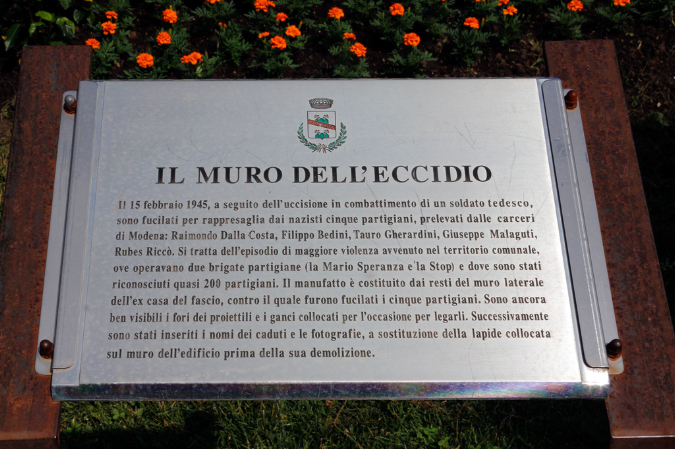 IL MURO DELL'ECCIDIO
Il 15 febbraio 1945, a seguito dell'uccisione in combattimento di un soldato tedesco,
sono fucilati per rappresaglia dai nazisti cinque partigiani, prelevati dalle carceri
di Modena: Raimondo Dalla Costa, Filippo Bedini, Tauro Gherardini, Giuseppe Malaguti,
Rubes Riccò. Si tratta dell'episodio di maggiore violenza avvenuto nel territorio comunale,
ove operavano due brigate partigiane (la Mario Speranza e la Stop) e dove sono stati
riconosciuti quasi 200 partigiani. Il manufatto è costituito dai resti del muro laterale
dell'ex casa del fascio, contro il quale furono fucilati i cinque partigiani. Sono ancora
ben visibili i fori dei proiettili e i ganci collocati per l'occasione per legarli. Successivamente
sono stati inseriti i nomi dei caduti e le fotografie, a sostituzione della lapide collocata
sul muro dell'edificio prima della sua demolizione.